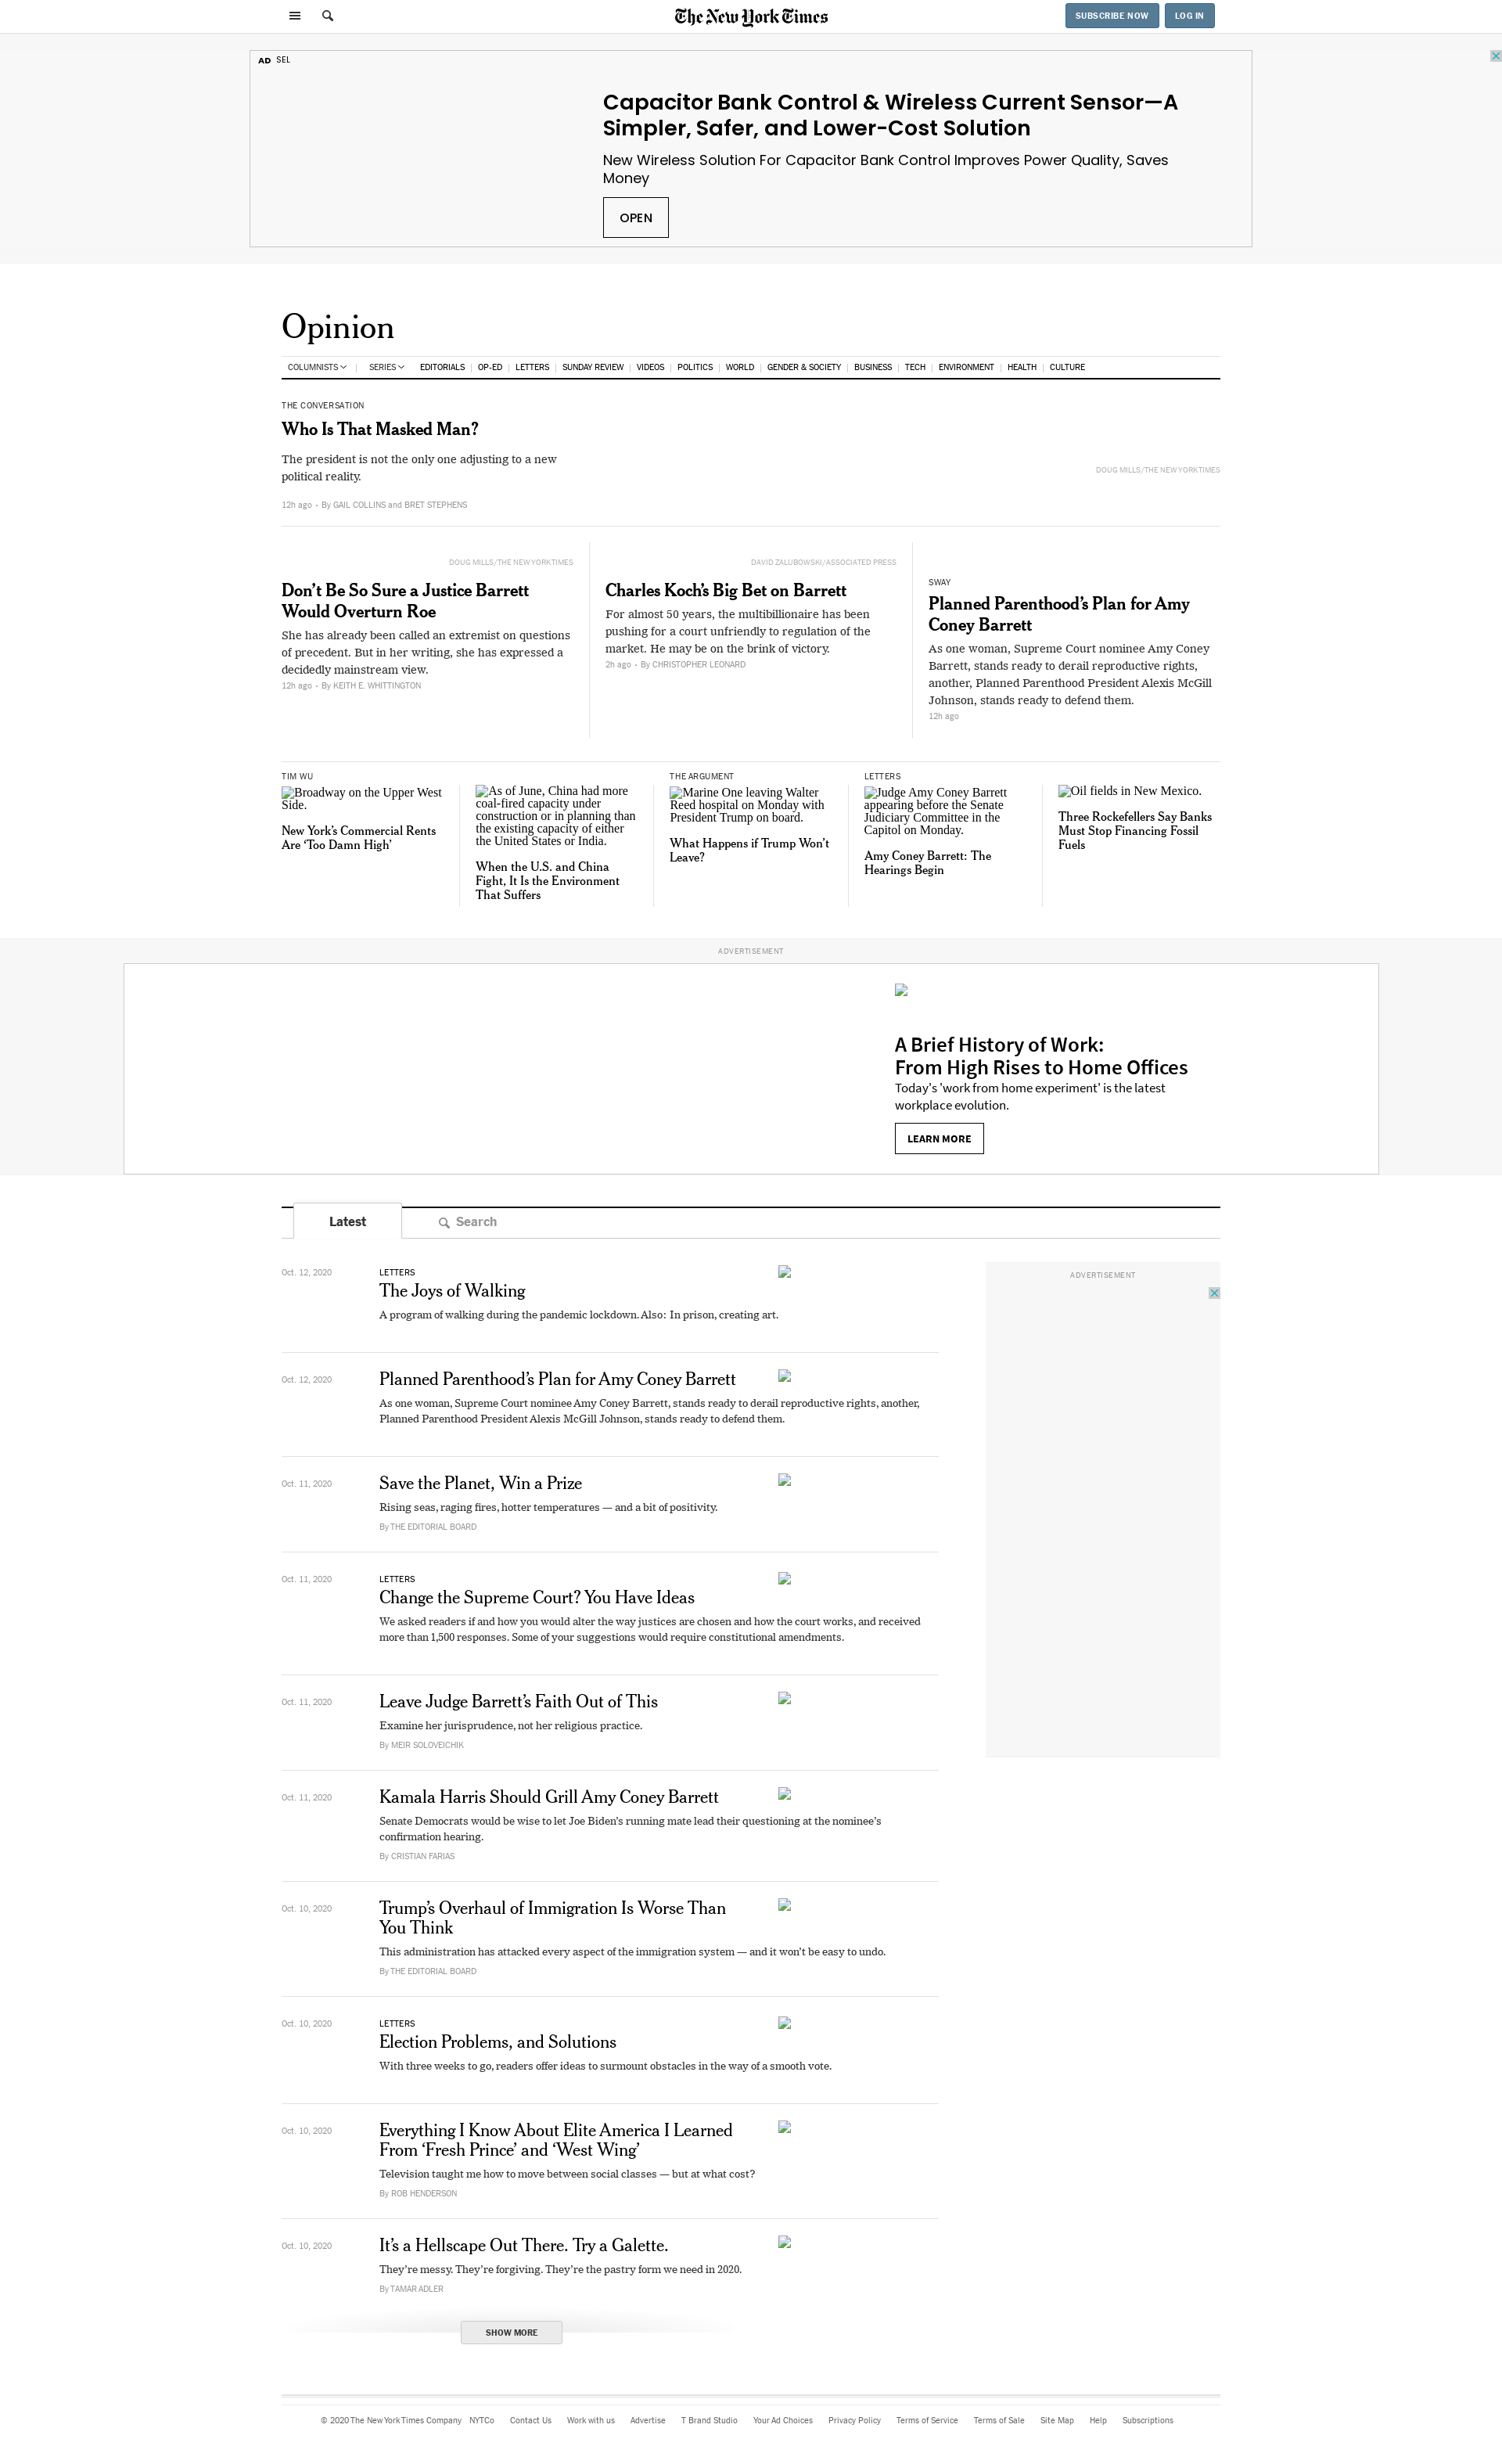 The New York Times
SUBSCRIBE NOW
LOG IN
AD SEL
Capacitor Bank Control & Wireless Current Sensor—A
Simpler, Safer, and Lower-Cost Solution
New Wireless Solution For Capacitor Bank Control Improves Power Quality, Saves
Money
OPEN
Opinion
COLUMNISTS SERIES EDITORIALS OP-ED LETTERS SUNDAY REVIEW VIDEOS POLITICS WORLD GENDER & SOCIETY BUSINESS TECH ENVIRONMENT HEALTH CULTURE
THE CONVERSATION
Who Is That Masked Man?
The president is not the only one adjusting to a new
political reality.
12h ago • By GAIL COLLINS and BRET STEPHENS
DOUG MILLS/THE NEW YORK TIMES
DOUG MILLS/THE NEW YORK TIMES
Don’t Be So Sure a Justice Barrett
Would Overturn Roe
She has already been called an extremist on questions
of precedent. But in her writing, she has expressed a
decidedly mainstream view.
12h ago • By KEITH E. WHITTINGTON
DAVID ZALUBOWSKI/ASSOCIATED PRESS
Charles Koch’s Big Bet on Barrett
For almost 50 years, the multibillionaire has been
pushing for a court unfriendly to regulation of the
market. He may be on the brink of victory.
2h ago • By CHRISTOPHER LEONARD
SWAY
Planned Parenthood’s Plan for Amy
Coney Barrett
As one woman, Supreme Court nominee Amy Coney
Barrett, stands ready to derail reproductive rights,
another, Planned Parenthood President Alexis McGill
Johnson, stands ready to defend them.
12h ago
TIM WU
Broadway on the Upper West
Side.
New York’s Commercial Rents
Are ‘Too Damn High’
As of June, China had more
coal-fired capacity under
construction or in planning than
the existing capacity of either
the United States or India.
When the U.S. and China
Fight, It Is the Environment
That Suffers
THE ARGUMENT
Marine One leaving Walter
Reed hospital on Monday with
President Trump on board.
What Happens if Trump Won’t
Leave?
LETTERS
Judge Amy Coney Barrett
appearing before the Senate
Judiciary Committee in the
Capitol on Monday.
Amy Coney Barrett: The
Hearings Begin
Oil fields in New Mexico.
Three Rockefellers Say Banks
Must Stop Financing Fossil
Fuels
ADVERTISEMENT
A Brief History of Work:
From High Rises to Home Offices
Today's 'work from home experiment' is the latest
workplace evolution.
LEARN MORE
Latest
Search
ADVERTISEMENT
Oct. 12, 2020
LETTERS
The Joys of Walking
A program of walking during the pandemic lockdown. Also: In prison, creating art.
Oct. 12, 2020
Planned Parenthood’s Plan for Amy Coney Barrett
As one woman, Supreme Court nominee Amy Coney Barrett, stands ready to derail reproductive rights, another,
Planned Parenthood President Alexis McGill Johnson, stands ready to defend them.
Oct. 11, 2020
Save the Planet, Win a Prize
Rising seas, raging fires, hotter temperatures — and a bit of positivity.
By THE EDITORIAL BOARD
Oct. 11, 2020
LETTERS
Change the Supreme Court? You Have Ideas
We asked readers if and how you would alter the way justices are chosen and how the court works, and received
more than 1,500 responses. Some of your suggestions would require constitutional amendments.
Oct. 11, 2020
Leave Judge Barrett’s Faith Out of This
Examine her jurisprudence, not her religious practice.
By MEIR SOLOVEICHIK
Oct. 11, 2020
Kamala Harris Should Grill Amy Coney Barrett
Senate Democrats would be wise to let Joe Biden’s running mate lead their questioning at the nominee’s
confirmation hearing.
By CRISTIAN FARIAS
Oct. 10, 2020
Trump’s Overhaul of Immigration Is Worse Than
You Think
This administration has attacked every aspect of the immigration system — and it won’t be easy to undo.
By THE EDITORIAL BOARD
Oct. 10, 2020
LETTERS
Election Problems, and Solutions
With three weeks to go, readers offer ideas to surmount obstacles in the way of a smooth vote.
Oct. 10, 2020
Everything I Know About Elite America I Learned
From ‘Fresh Prince’ and ‘West Wing’
Television taught me how to move between social classes — but at what cost?
By ROB HENDERSON
Oct. 10, 2020
It’s a Hellscape Out There. Try a Galette.
They’re messy. They’re forgiving. They’re the pastry form we need in 2020.
By TAMAR ADLER
SHOW MORE
© 2020 The New York Times Company NYTCo Contact Us Work with us Advertise T Brand Studio Your Ad Choices Privacy Policy Terms of Service Terms of Sale Site Map Help Subscriptions